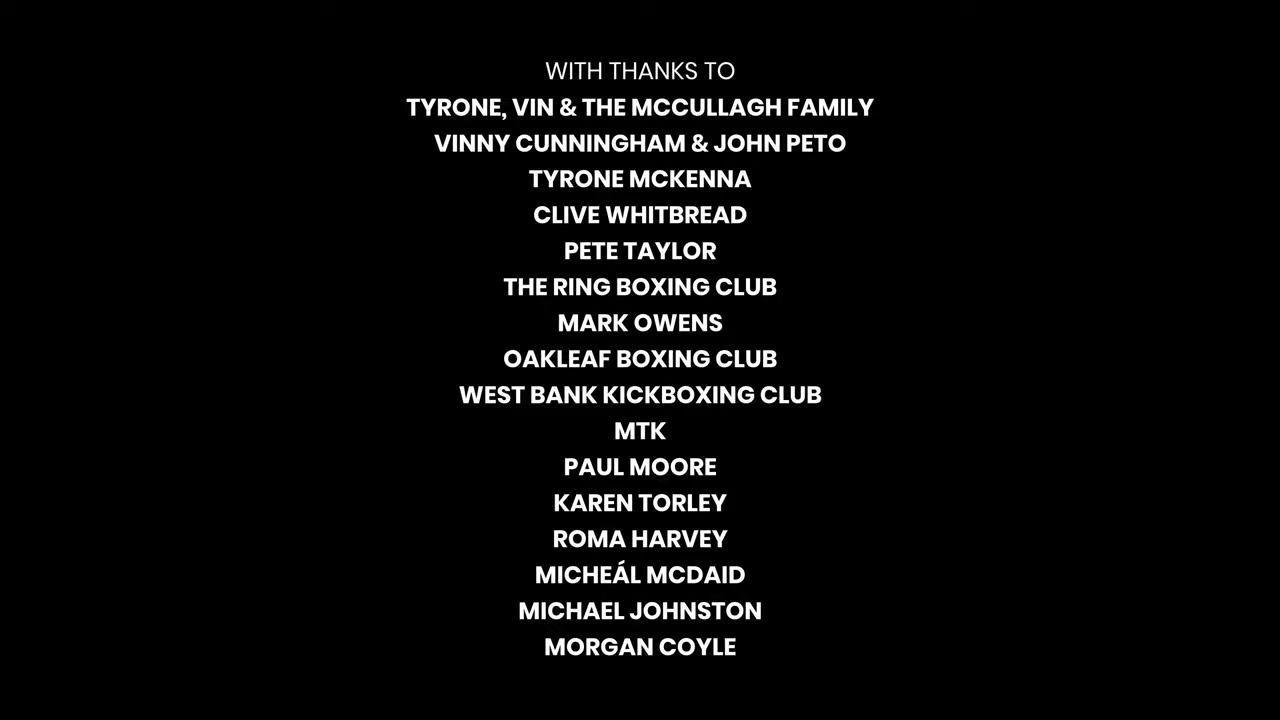 WITH THANKS TO
TYRONE, VIN & THE MCCULLAGH FAMILY
VINNY CUNNINGHAM & JOHN PETO
TYRONE MCKENNA
CLIVE WHITBREAD
PETE TAYLOR
THE RING BOXING CLUB
MARK OWENS
OAKLEAF BOXING CLUB
WEST BANK KICKBOXING CLUB
MTK
PAUL MOORE
KAREN TORLEY
ROMA HARVEY
MICHEÁL MCDAID
MICHAEL JOHNSTON
MORGAN COYLE